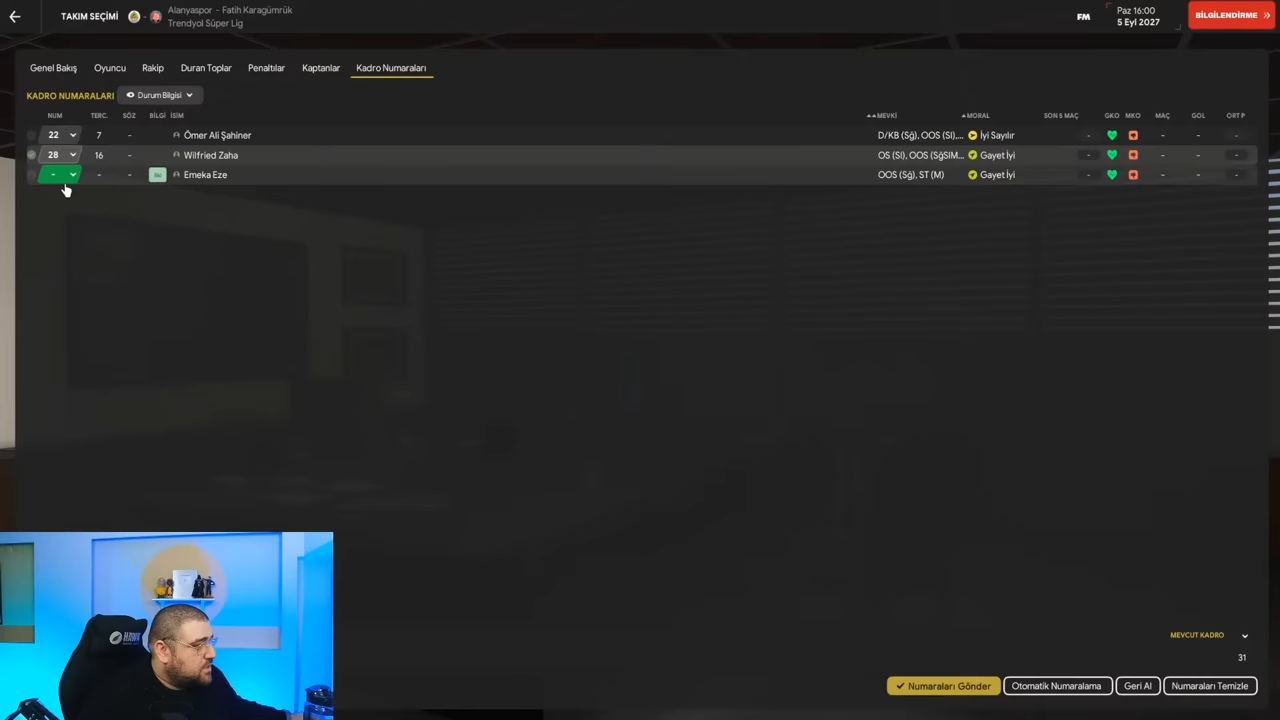 TAKIM SEÇİMİ
Alanyaspor - Fatih Karagümrük
Trendyol Süper Lig
FM
Paz 16:00
5 Eyl 2027
BİLGİLENDİRME
Genel Bakış Oyuncu Rakip Duran Toplar Penaltılar Kaptanlar Kadro Numaraları
KADRO NUMARALARI Durum Bilgisi
NUM TERC. SÖZ BİLGİ İSİM MEVKİ MORAL SON 5 MAÇ GKO MKO MAÇ GOL ORT P
22 7 - Ömer Ali Şahiner D/KB (Sğ), OOS (Sl),... İyi Sayılır - - - -
28 16 - Wilfried Zaha OS (Sl), OOS (SğSlM... Gayet İyi - - - -
- - - Emeka Eze OOS (Sğ), ST (M) Gayet İyi - - - -
HAWK
MEVCUT KADRO
31
Numaraları Gönder Otomatik Numaralama Geri Al Numaraları Temizle